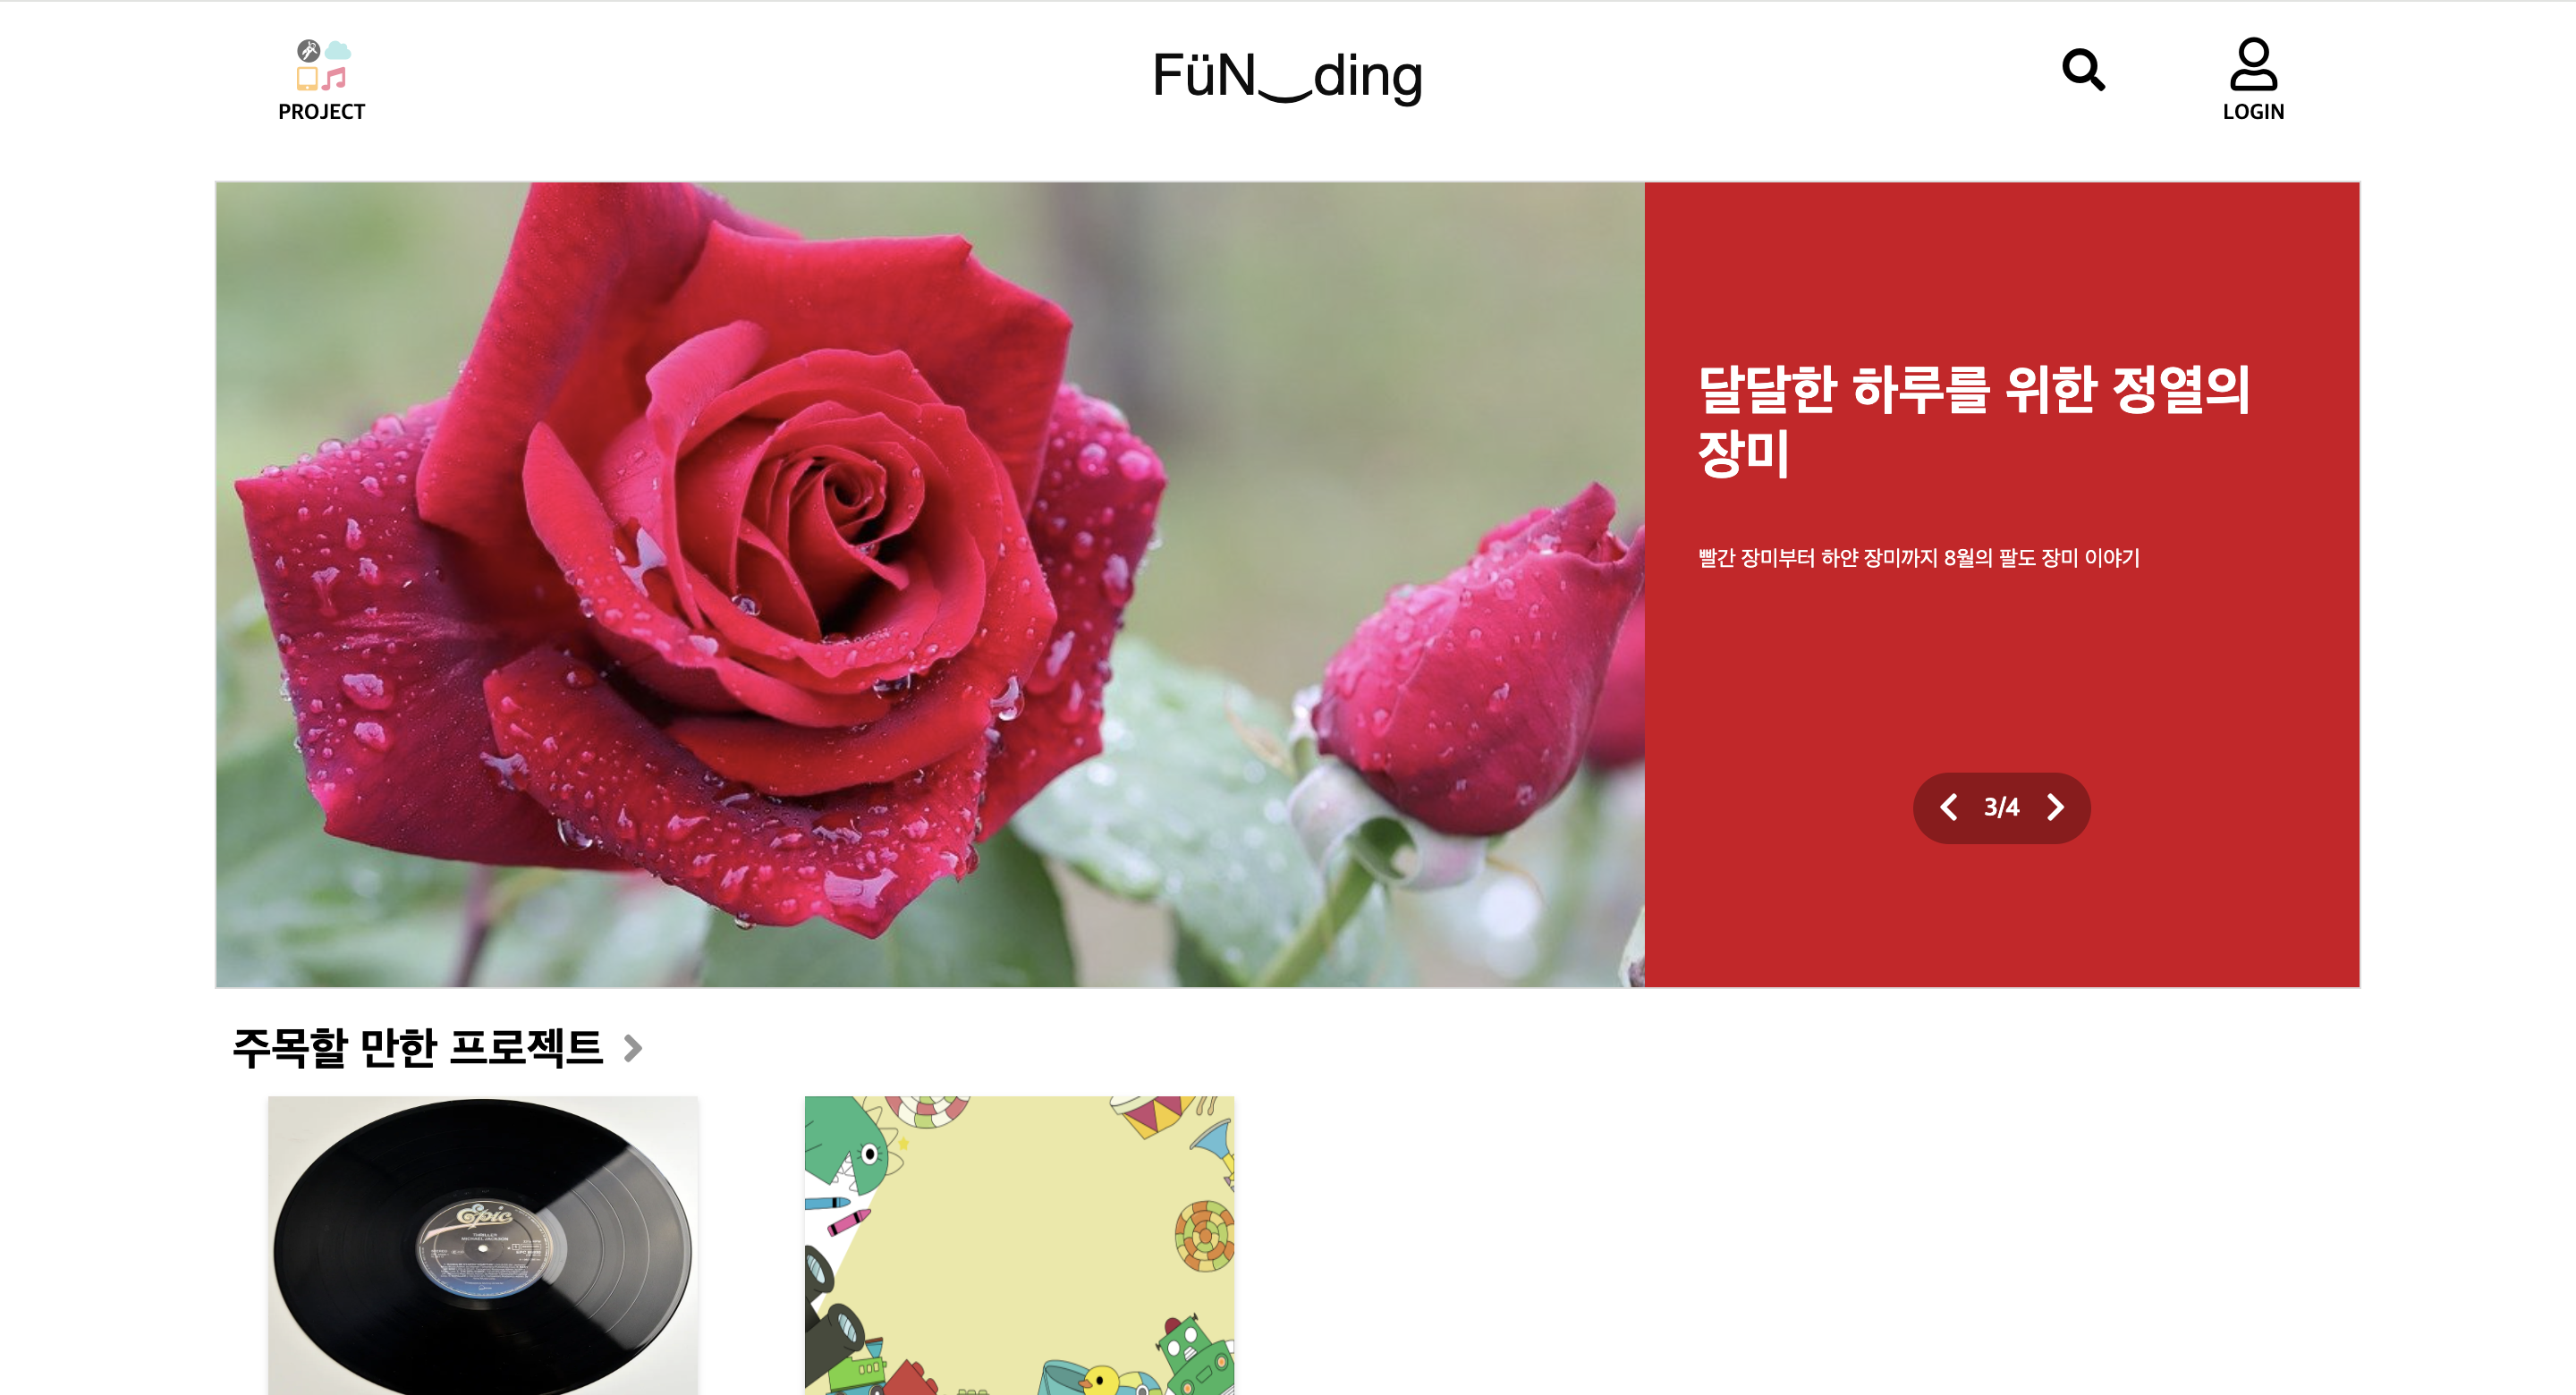 PROJECT
FüN‿ding
LOGIN
달달한 하루를 위한 정열의
장미
빨간 장미부터 하얀 장미까지 8월의 팔도 장미 이야기
3/4
주목할 만한 프로젝트
Epic
THRILLER
MICHAEL JACKSON